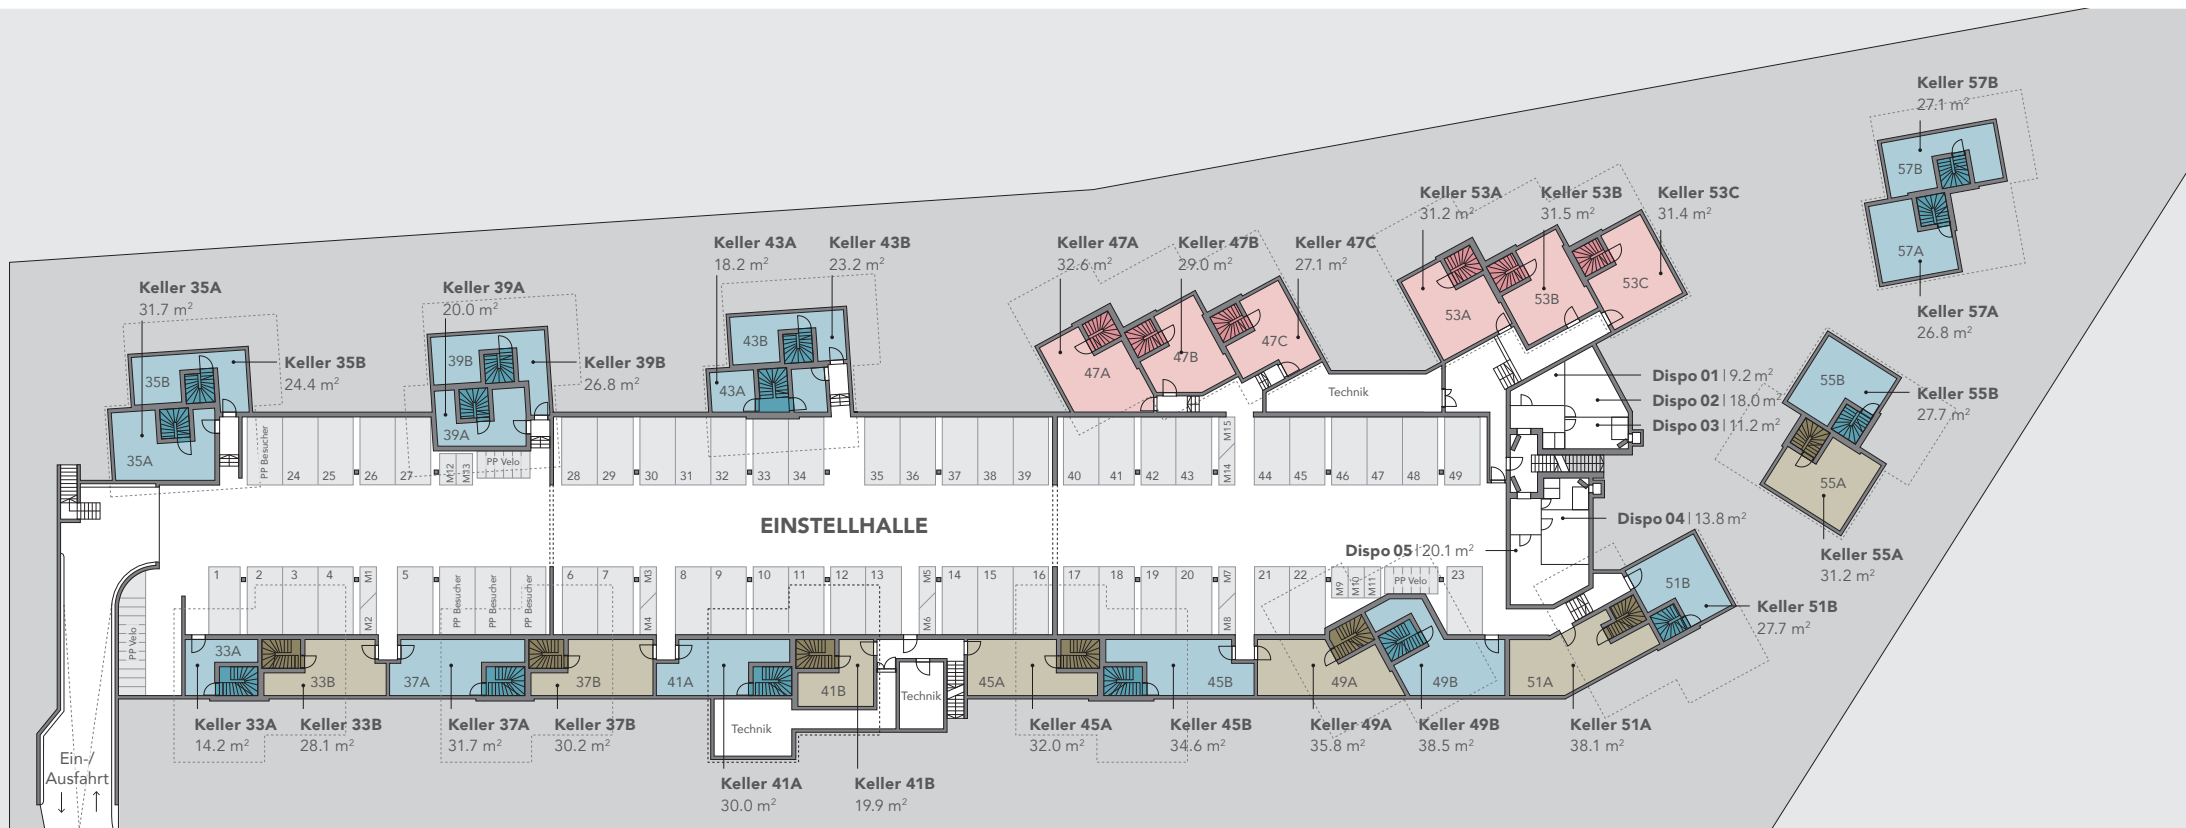 Keller 57B
27.1 m²
57B
57A
Keller 57A
26.8 m²
Keller 53A
31.2 m²
Keller 53B
31.5 m²
Keller 53C
31.4 m²
53A
53B
53C
Keller 43A
18.2 m²
Keller 43B
23.2 m²
Keller 47A
32.6 m²
Keller 47B
29.0 m²
Keller 47C
27.1 m²
Keller 35A
31.7 m²
Keller 39A
20.0 m²
35B
Keller 35B
24.4 m²
39B
Keller 39B
26.8 m²
43B
43A
47A
47B
47C
Technik
Dispo 01 | 9.2 m²
Dispo 02 | 18.0 m²
Dispo 03 | 11.2 m²
55B
Keller 55B
27.7 m²
35A
39A
55A
Keller 55A
31.2 m²
PP Besucher
24
25
26
27
M12
M13
PP Velo
28
29
30
31
32
33
34
35
36
37
38
39
40
41
42
43
M15
M14
44
45
46
47
48
49
EINSTELLHALLE
Dispo 04 | 13.8 m²
Dispo 05 | 20.1 m²
PP Velo
1
2
3
4
M1
M2
5
PP Besucher
PP Besucher
PP Besucher
6
7
M3
M4
8
9
10
11
12
13
M5
M6
14
15
16
17
18
19
20
M7
M8
21
22
M9
M10
M11
PP Velo
23
51B
Keller 51B
27.7 m²
33A
33B
37A
37B
41A
41B
Technik
45A
45B
49A
49B
51A
Keller 33A
14.2 m²
Keller 33B
28.1 m²
Keller 37A
31.7 m²
Keller 37B
30.2 m²
Technik
Keller 45A
32.0 m²
Keller 45B
34.6 m²
Keller 49A
35.8 m²
Keller 49B
38.5 m²
Keller 51A
38.1 m²
Ein-/
Ausfahrt
Keller 41A
30.0 m²
Keller 41B
19.9 m²